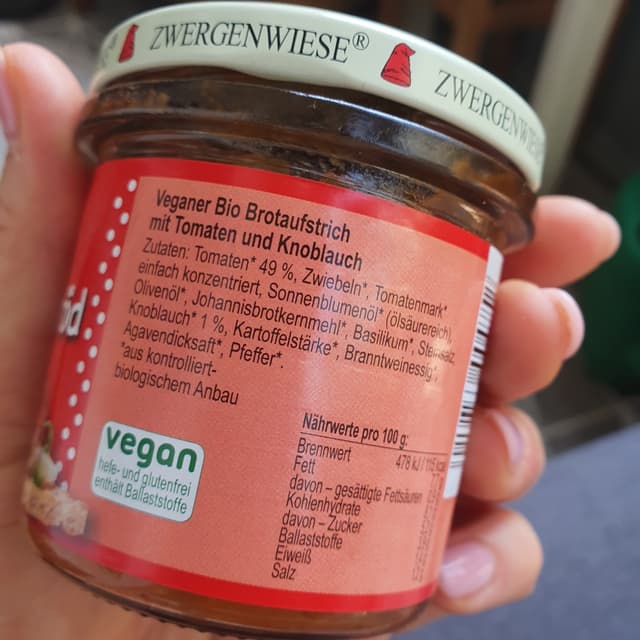 ZWERGENWIESE®
ZWERGENWIESE
Veganer Bio Brotaufstrich
mit Tomaten und Knoblauch
Zutaten: Tomaten* 49 %, Zwiebeln*, Tomatenmark*
einfach konzentriert, Sonnenblumenöl* (ölsäurereich),
Olivenöl*, Johannisbrotkernmehl*, Basilikum*, Steinsalz,
Knoblauch* 1 %, Kartoffelstärke*, Branntweinessig*,
Agavendicksaft*, Pfeffer*.
*aus kontrolliert-
biologischem Anbau
vegan
hefe- und glutenfrei
enthält Ballaststoffe
Nährwerte pro 100 g:
Brennwert 478 kJ / 115 kcal
Fett
davon – gesättigte Fettsäuren
Kohlenhydrate
davon – Zucker
Ballaststoffe
Eiweiß
Salz